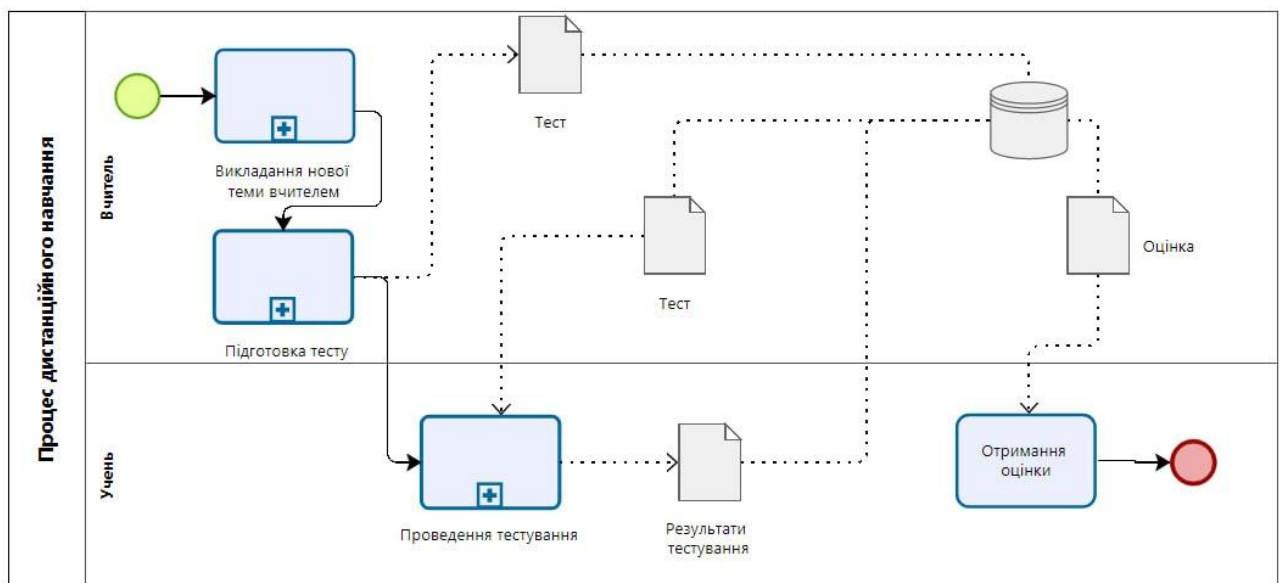 Процес дистанційного навчання
Вчитель
Викладання нової
теми вчителем
Підготовка тесту
Тест
Тест
Оцінка
Учень
Проведення тестування
Результати
тестування
Отримання
оцінки